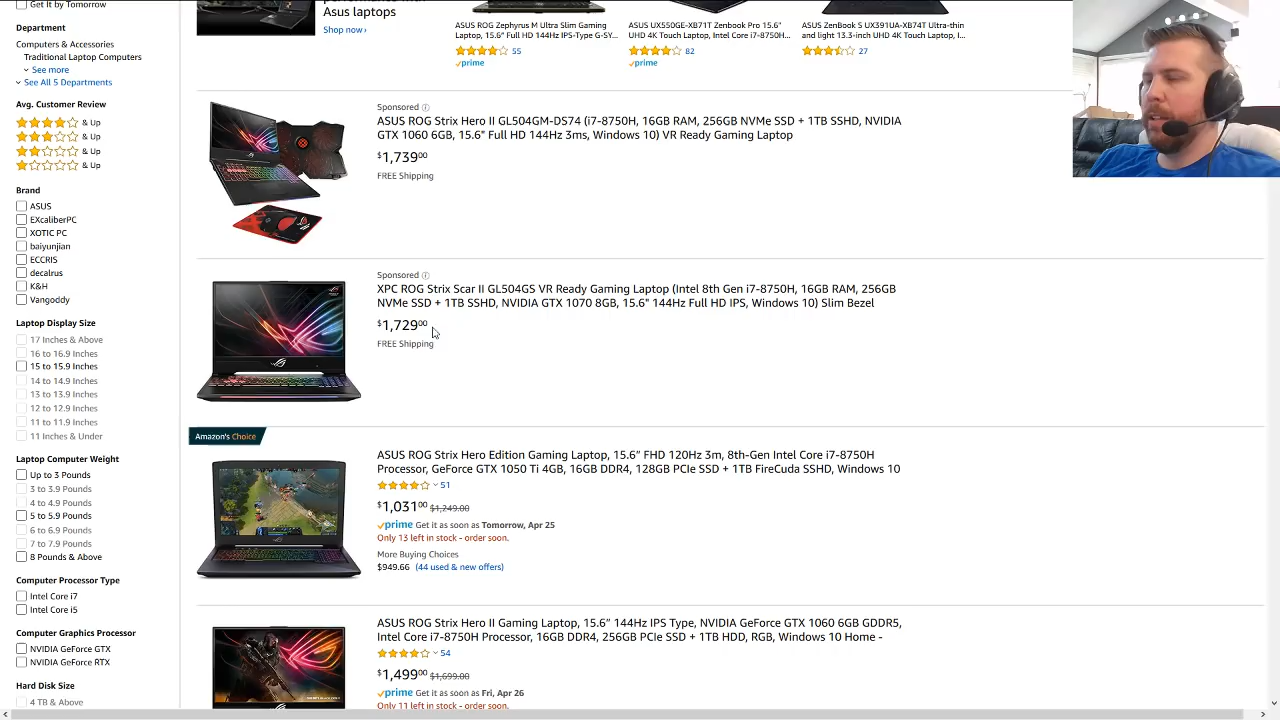 Get It by Tomorrow
Department
Computers & Accessories
Traditional Laptop Computers
See more
See All 5 Departments
Avg. Customer Review
& Up
& Up
& Up
& Up
Brand
ASUS
EXcaliberPC
XOTIC PC
baiyunjian
ECCRIS
decalrus
K&H
Vangoddy
Laptop Display Size
17 Inches & Above
16 to 16.9 Inches
15 to 15.9 Inches
14 to 14.9 Inches
13 to 13.9 Inches
12 to 12.9 Inches
11 to 11.9 Inches
11 Inches & Under
Laptop Computer Weight
Up to 3 Pounds
3 to 3.9 Pounds
4 to 4.9 Pounds
5 to 5.9 Pounds
6 to 6.9 Pounds
7 to 7.9 Pounds
8 Pounds & Above
Computer Processor Type
Intel Core i7
Intel Core i5
Computer Graphics Processor
NVIDIA GeForce GTX
NVIDIA GeForce RTX
Hard Disk Size
4 TB & Above
Asus laptops
Shop now ›
ASUS ROG Zephyrus M Ultra Slim Gaming
Laptop, 15.6" Full HD 144Hz IPS-Type G-SY...
55
prime
ASUS UX550GE-XB71T Zenbook Pro 15.6"
UHD 4K Touch Laptop, Intel Core i7-8750H...
82
prime
ASUS ZenBook S UX391UA-XB74T Ultra-thin
and light 13.3-inch UHD 4K Touch Laptop, I...
27
Sponsored
ASUS ROG Strix Hero II GL504GM-DS74 (i7-8750H, 16GB RAM, 256GB NVMe SSD + 1TB SSHD, NVIDIA
GTX 1060 6GB, 15.6" Full HD 144Hz 3ms, Windows 10) VR Ready Gaming Laptop
$1,73900
FREE Shipping
Sponsored
XPC ROG Strix Scar II GL504GS VR Ready Gaming Laptop (Intel 8th Gen i7-8750H, 16GB RAM, 256GB
NVMe SSD + 1TB SSHD, NVIDIA GTX 1070 8GB, 15.6" 144Hz Full HD IPS, Windows 10) Slim Bezel
$1,72900
FREE Shipping
Amazon's Choice
ASUS ROG Strix Hero Edition Gaming Laptop, 15.6" FHD 120Hz 3m, 8th-Gen Intel Core i7-8750H
Processor, GeForce GTX 1050 Ti 4GB, 16GB DDR4, 128GB PCIe SSD + 1TB FireCuda SSHD, Windows 10
51
$1,03100 $1,249.00
prime Get it as soon as Tomorrow, Apr 25
Only 13 left in stock - order soon.
More Buying Choices
$949.66 (44 used & new offers)
ASUS ROG Strix Hero II Gaming Laptop, 15.6" 144Hz IPS Type, NVIDIA GeForce GTX 1060 6GB GDDR5,
Intel Core i7-8750H Processor, 16GB DDR4, 256GB PCIe SSD + 1TB HDD, RGB, Windows 10 Home -
54
$1,49900 $1,699.00
prime Get it as soon as Fri, Apr 26
Only 11 left in stock - order soon.